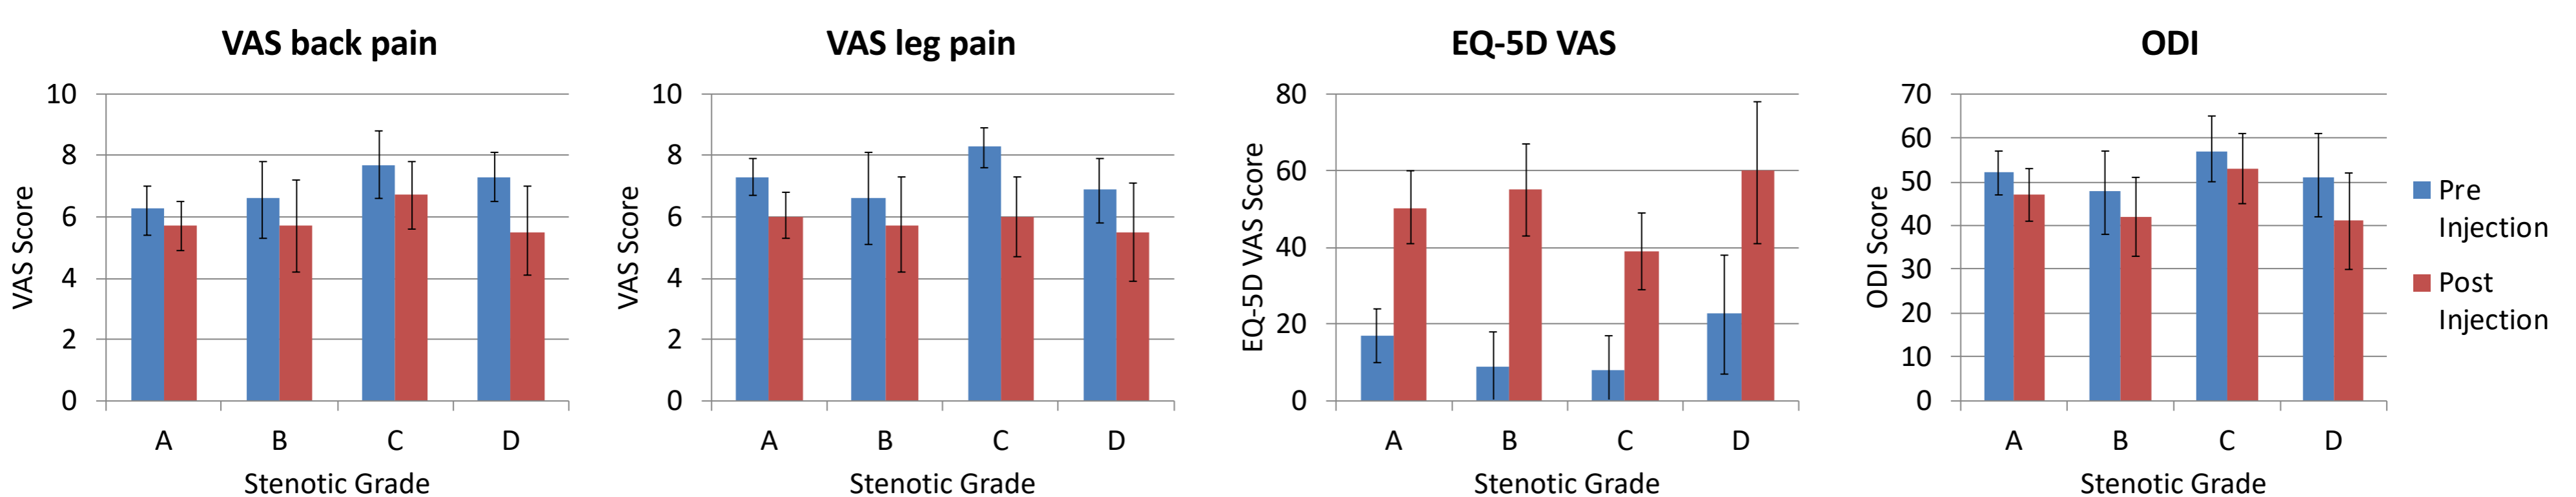 VAS back pain
VAS Score
10
8
6
4
2
0
A B C D
Stenotic Grade
VAS leg pain
VAS Score
10
8
6
4
2
0
A B C D
Stenotic Grade
EQ-5D VAS
EQ-5D VAS Score
80
60
40
20
0
A B C D
Stenotic Grade
ODI
ODI Score
70
60
50
40
30
20
10
0
A B C D
Stenotic Grade
Pre
Injection
Post
Injection